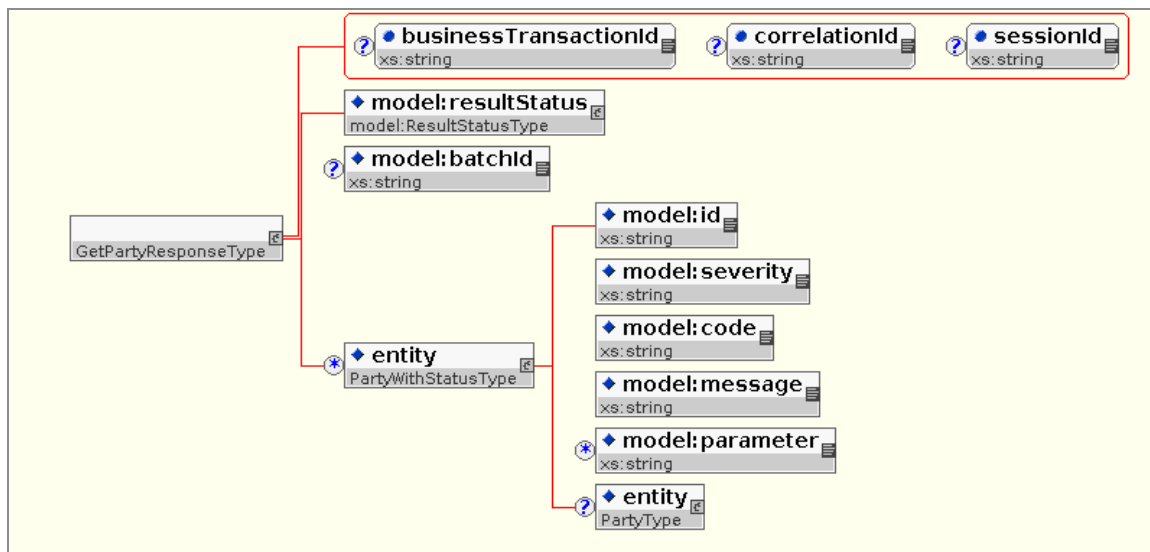 businessTransactionId
xs:string
correlationId
xs:string
sessionId
xs:string
model:resultStatus
model:ResultStatusType
model:batchId
xs:string
GetPartyResponseType
entity
PartyWithStatusType
model:id
xs:string
model:severity
xs:string
model:code
xs:string
model:message
xs:string
model:parameter
xs:string
entity
PartyType